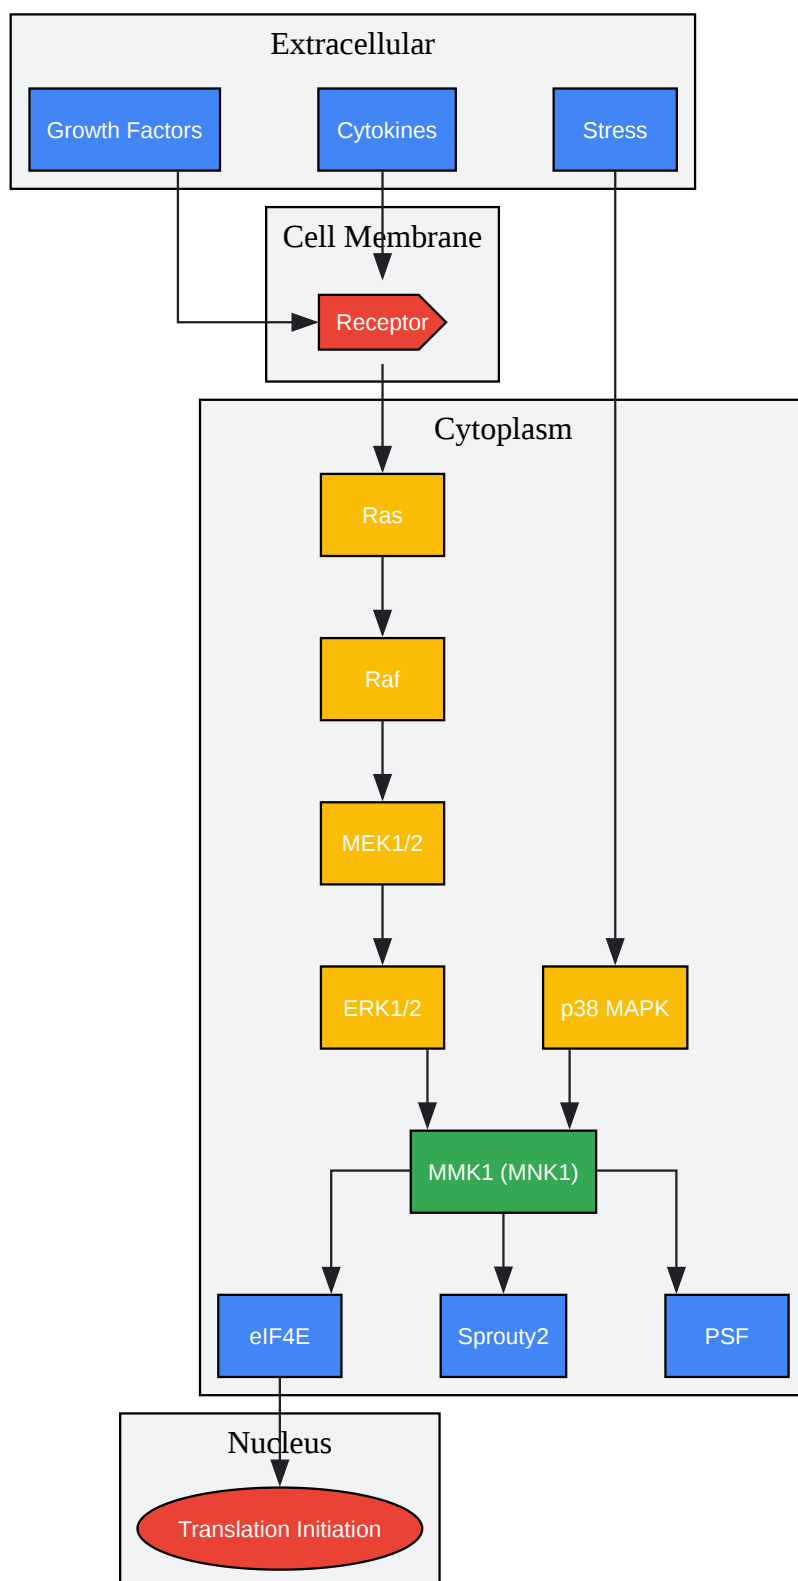 Extracellular
Growth Factors
Cytokines
Stress
Cell Membrane
Receptor
Cytoplasm
Ras
Raf
MEK1/2
ERK1/2
p38 MAPK
MMK1 (MNK1)
eIF4E
Sprouty2
PSF
Nucleus
Translation Initiation